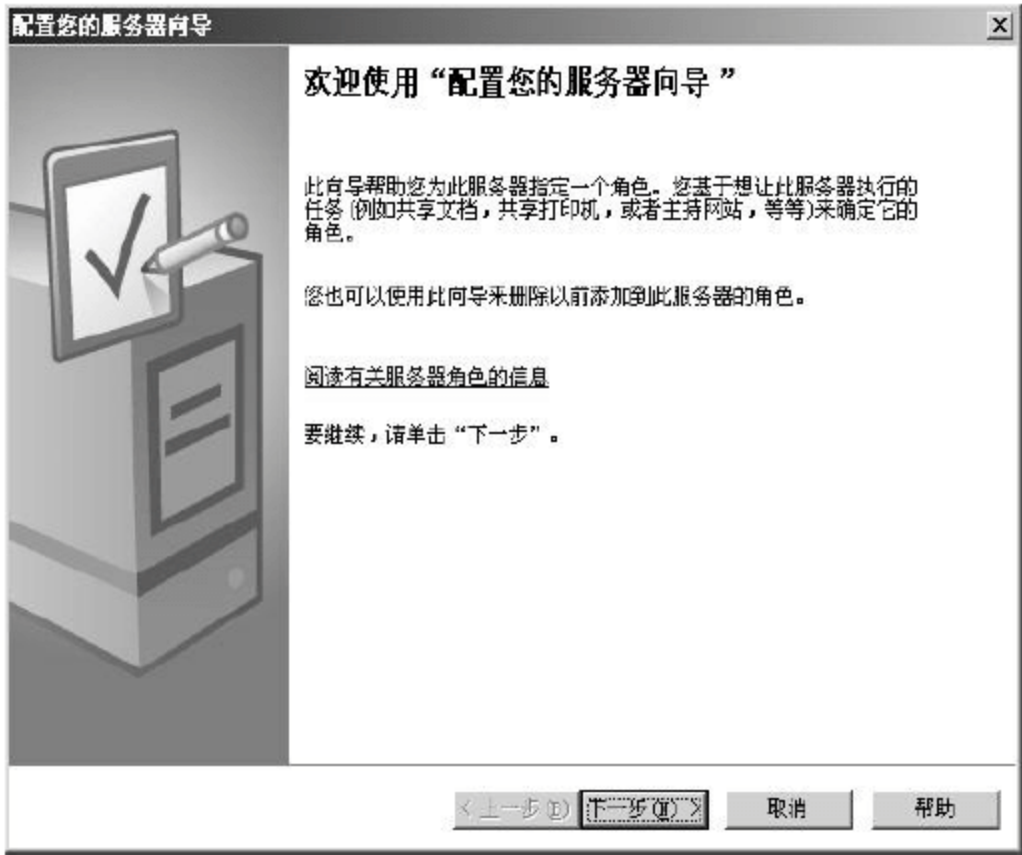 配置您的服务器向导
欢迎使用“配置您的服务器向导”
此向导帮助您为此服务器指定一个角色。您基于想让此服务器执行的
任务(例如共享文档，共享打印机，或者主持网站，等等)来确定它的
角色。
您也可以使用此向导来删除以前添加到此服务器的角色。
阅读有关服务器角色的信息
要继续，请单击“下一步”。
< 上一步(B) 下一步(N) > 取消 帮助